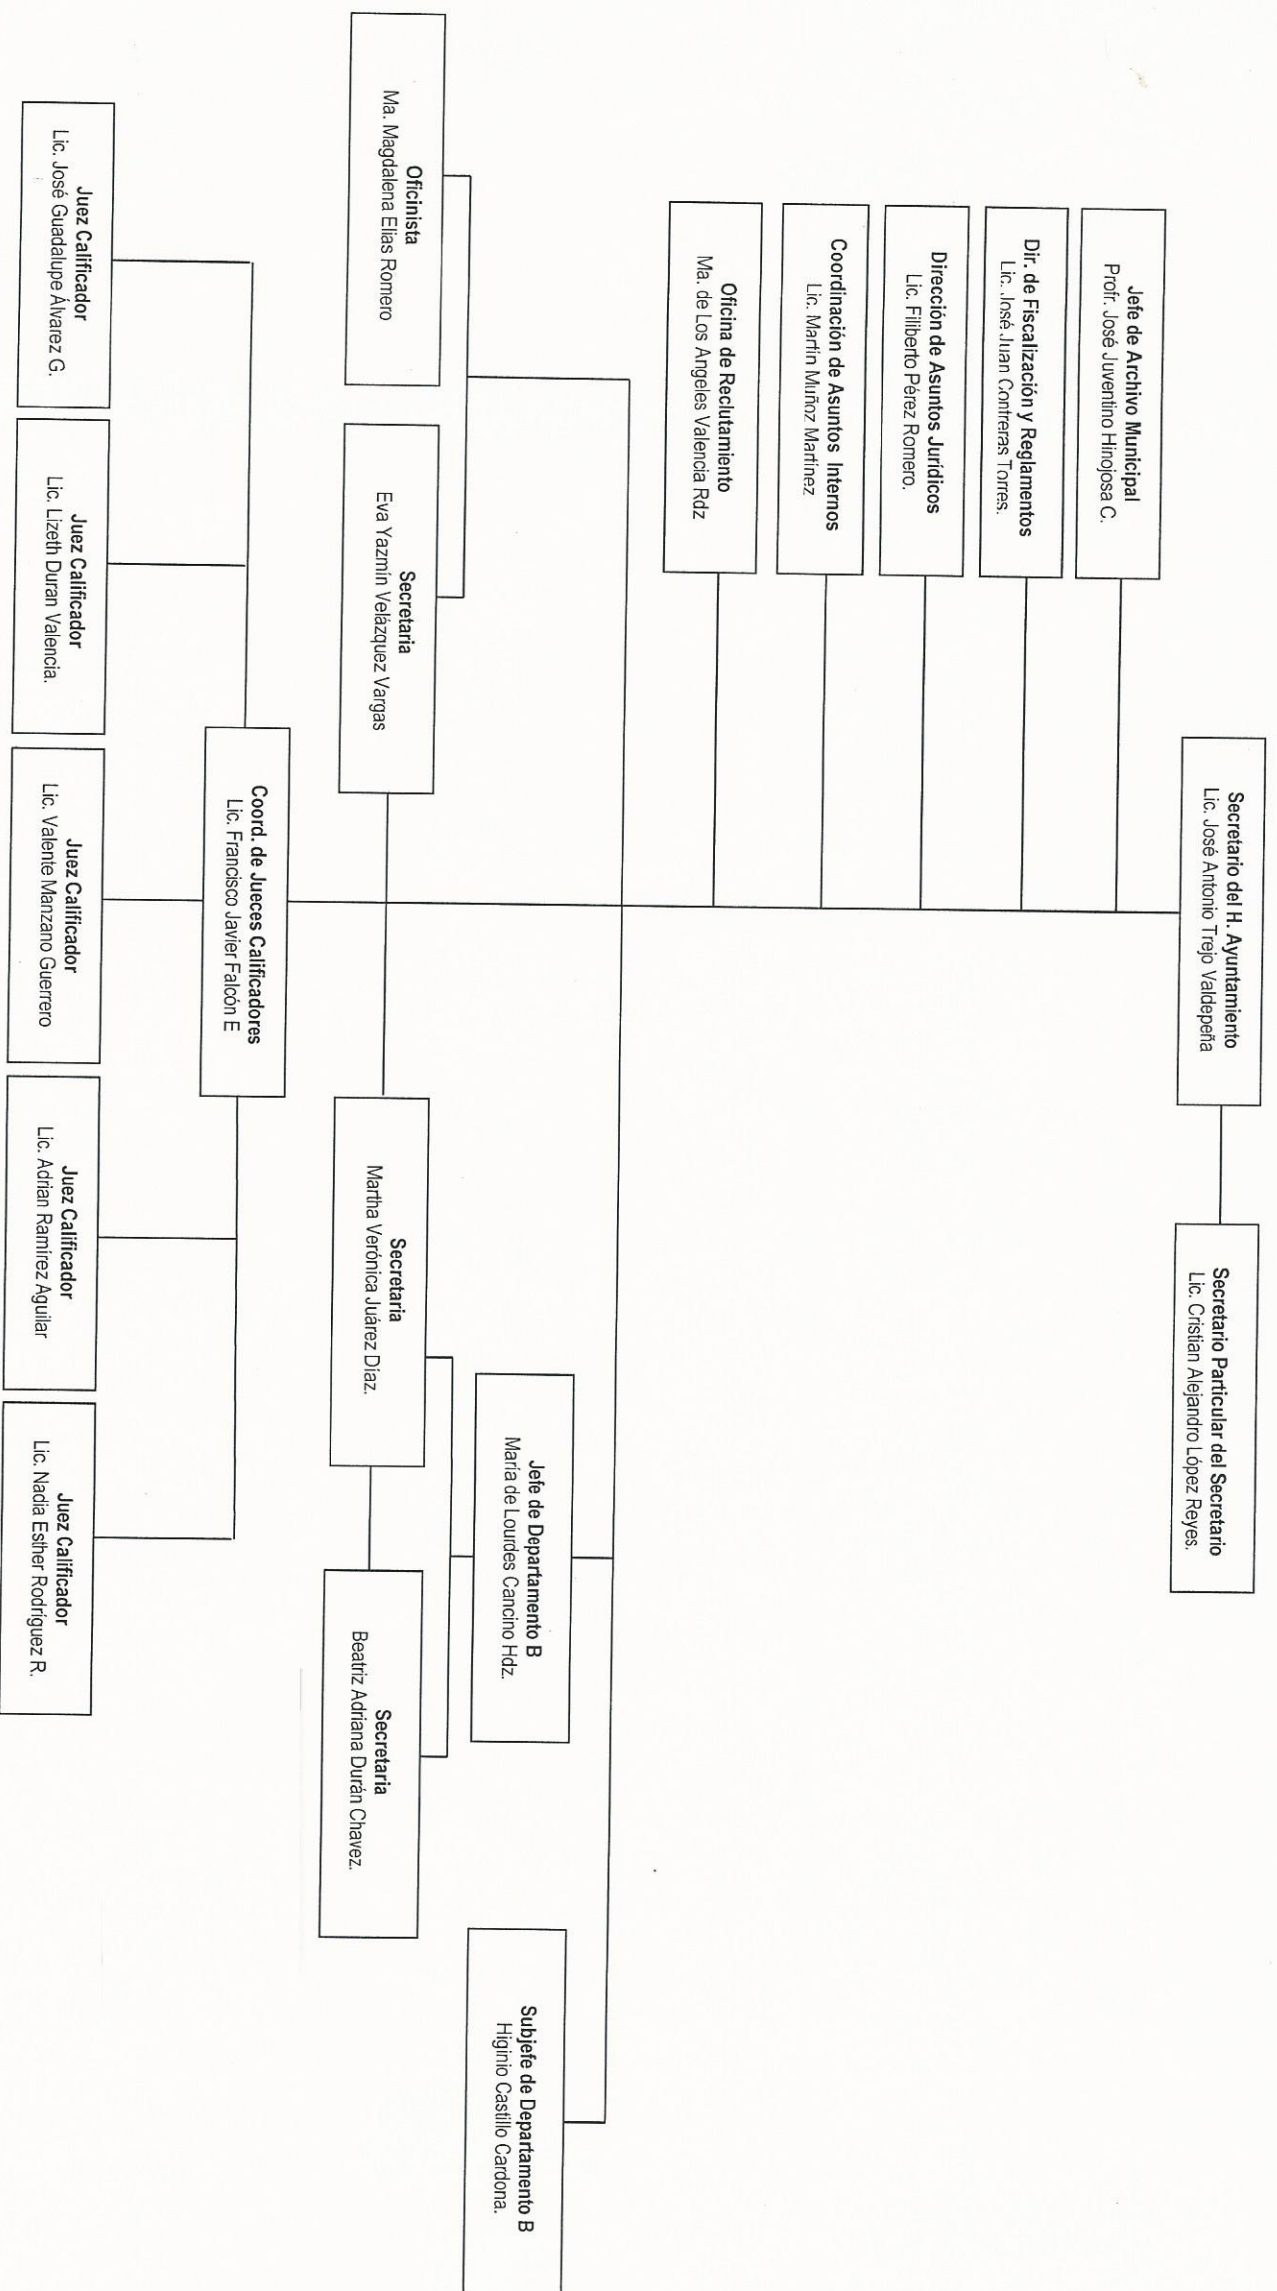 Secretario del H. Ayuntamiento
Lic. José Antonio Trejo Valdepeña
Secretario Particular del Secretario
Lic. Cristian Alejandro López Reyes.
Jefe de Archivo Municipal
Profr. José Juventino Hinojosa C.
Dir. de Fiscalización y Reglamentos
Lic. José Juan Contreras Torres.
Dirección de Asuntos Jurídicos
Lic. Filiberto Pérez Romero.
Coordinación de Asuntos Internos
Lic. Martin Muñoz Martinez
Oficina de Reclutamiento
Ma. de Los Angeles Valencia Rdz
Jefe de Departamento B
María de Lourdes Cancino Hdz.
Subjefe de Departamento B
Higinio Castillo Cardona.
Oficinista
Ma. Magdalena Elias Romero
Secretaria
Eva Yazmín Velázquez Vargas
Secretaria
Martha Verónica Juárez Díaz.
Secretaria
Beatriz Adriana Durán Chavez.
Coord. de Jueces Calificadores
Lic. Francisco Javier Falcón E
Juez Calificador
Lic. José Guadalupe Álvarez G.
Juez Calificador
Lic. Lizeth Duran Valencia.
Juez Calificador
Lic. Valente Manzano Guerrero
Juez Calificador
Lic. Adrian Ramirez Aguilar
Juez Calificador
Lic. Nadia Esther Rodríguez R.